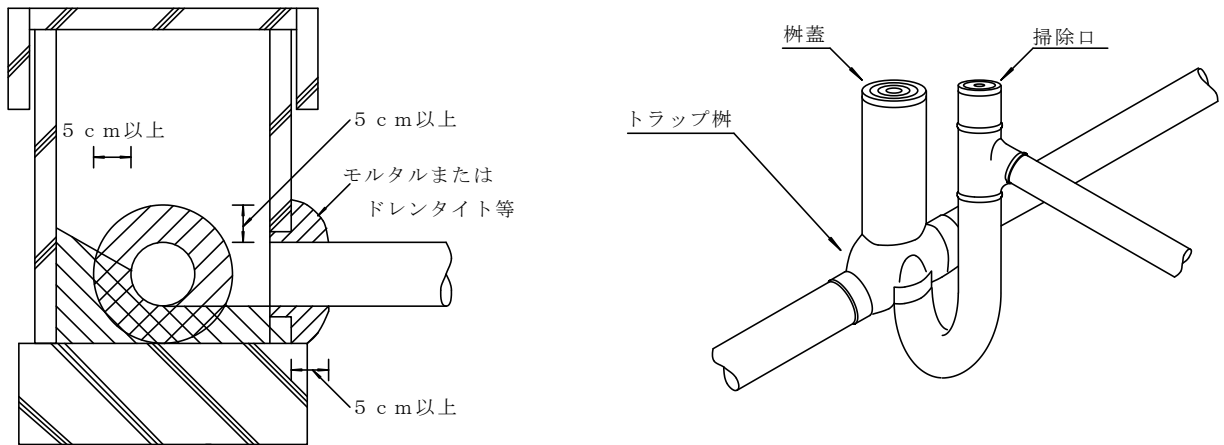 ５ｃｍ以上
５ｃｍ以上
モルタルまたは
ドレンタイト等
５ｃｍ以上
桝蓋
掃除口
トラップ桝